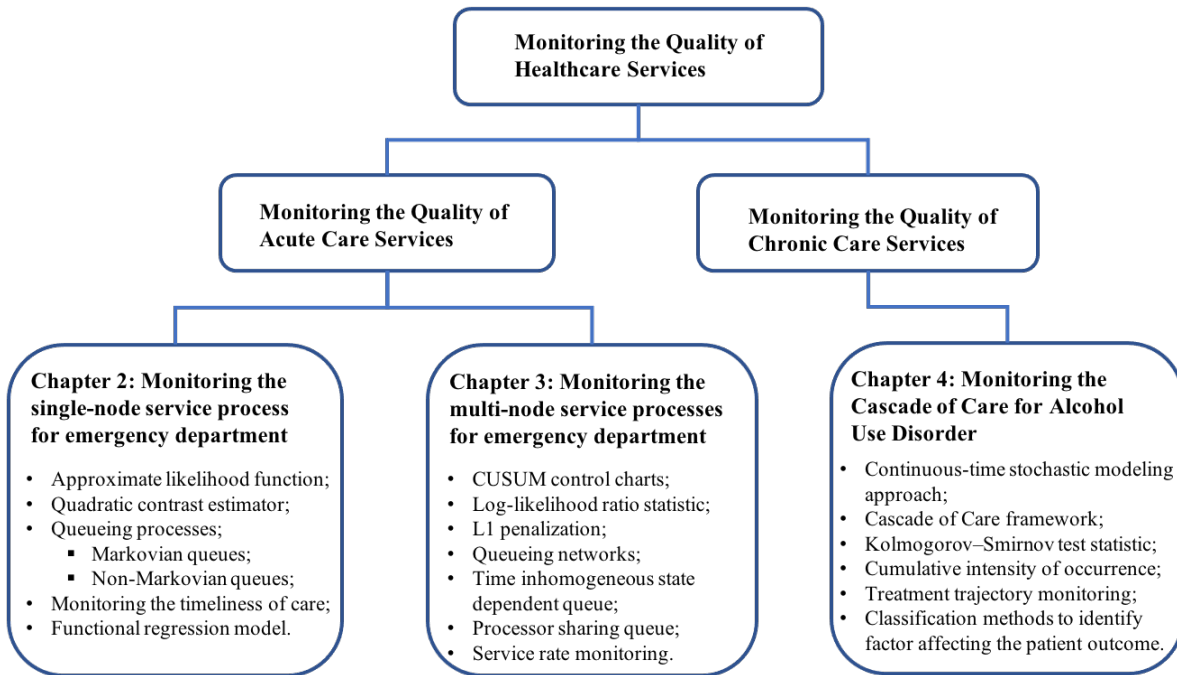 Monitoring the Quality of
Healthcare Services
Monitoring the Quality of
Acute Care Services
Monitoring the Quality of
Chronic Care Services
Chapter 2: Monitoring the
single-node service process
for emergency department
• Approximate likelihood function;
• Quadratic contrast estimator;
• Queueing processes;
▪ Markovian queues;
▪ Non-Markovian queues;
• Monitoring the timeliness of care;
• Functional regression model.
Chapter 3: Monitoring the
multi-node service processes
for emergency department
• CUSUM control charts;
• Log-likelihood ratio statistic;
• L1 penalization;
• Queueing networks;
• Time inhomogeneous state
dependent queue;
• Processor sharing queue;
• Service rate monitoring.
Chapter 4: Monitoring the
Cascade of Care for Alcohol
Use Disorder
• Continuous-time stochastic modeling
approach;
• Cascade of Care framework;
• Kolmogorov–Smirnov test statistic;
• Cumulative intensity of occurrence;
• Treatment trajectory monitoring;
• Classification methods to identify
factor affecting the patient outcome.